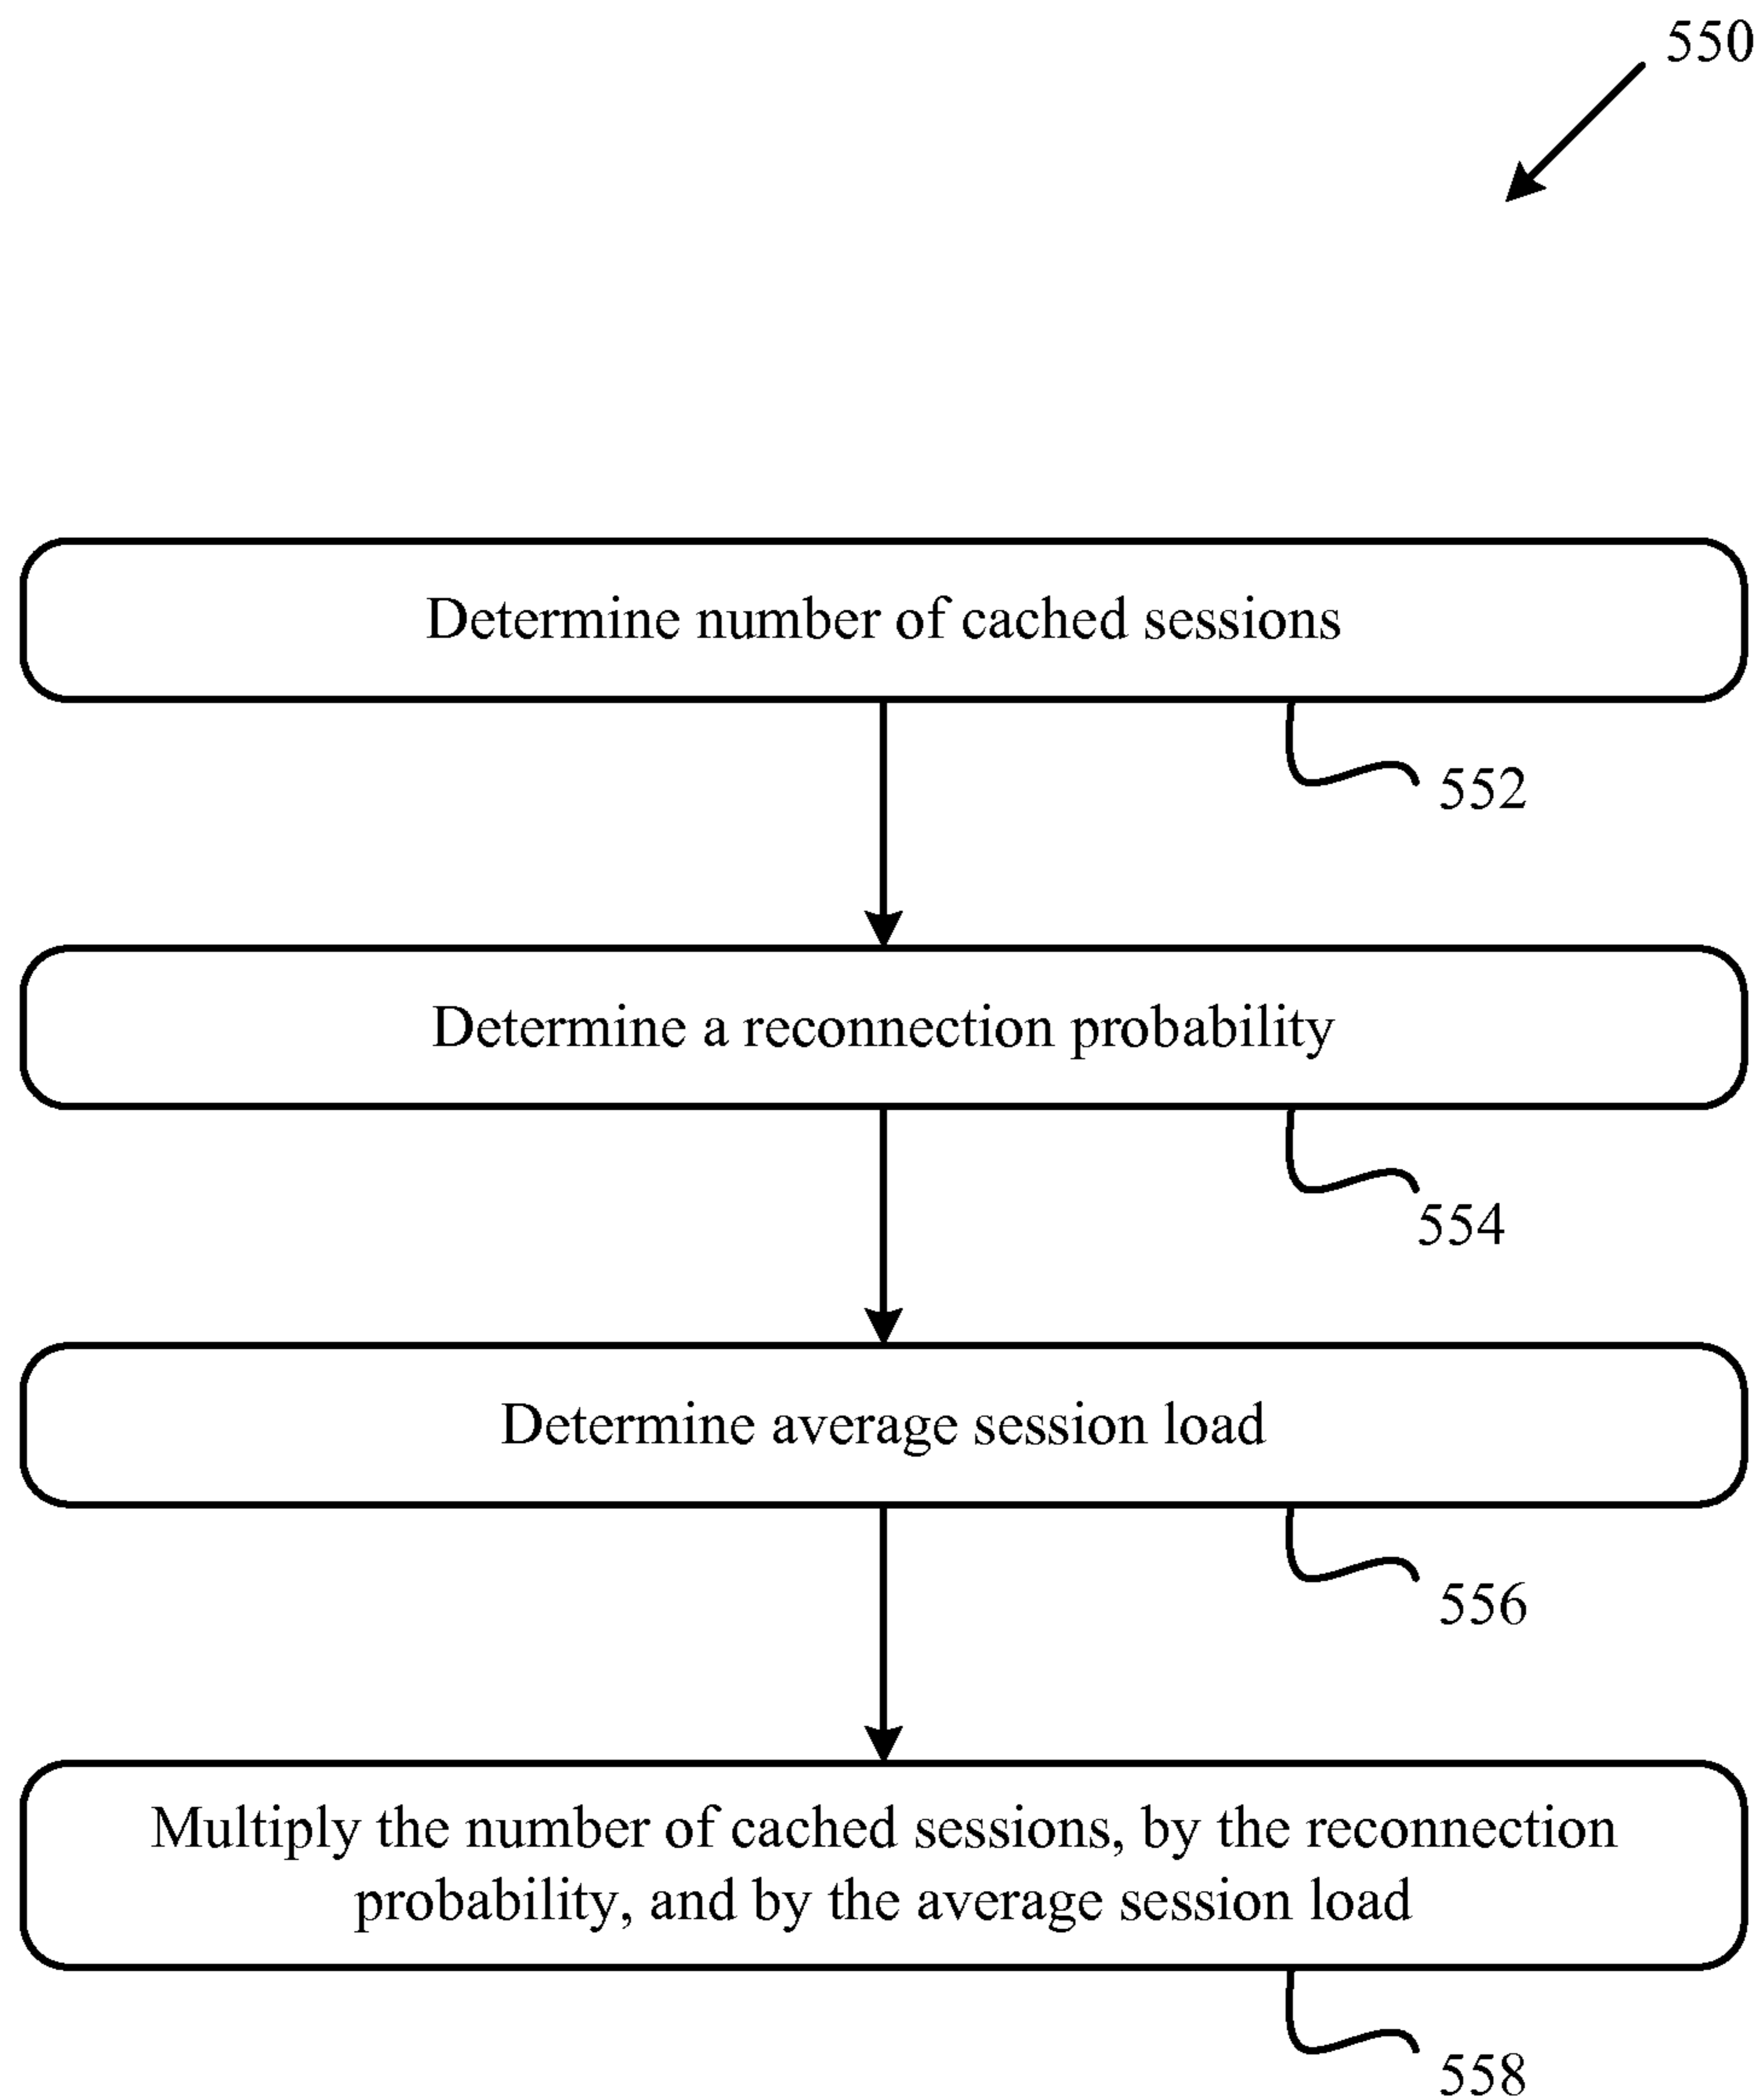 550
Determine number of cached sessions
552
Determine a reconnection probability
554
Determine average session load
556
Multiply the number of cached sessions, by the reconnection
probability, and by the average session load
558